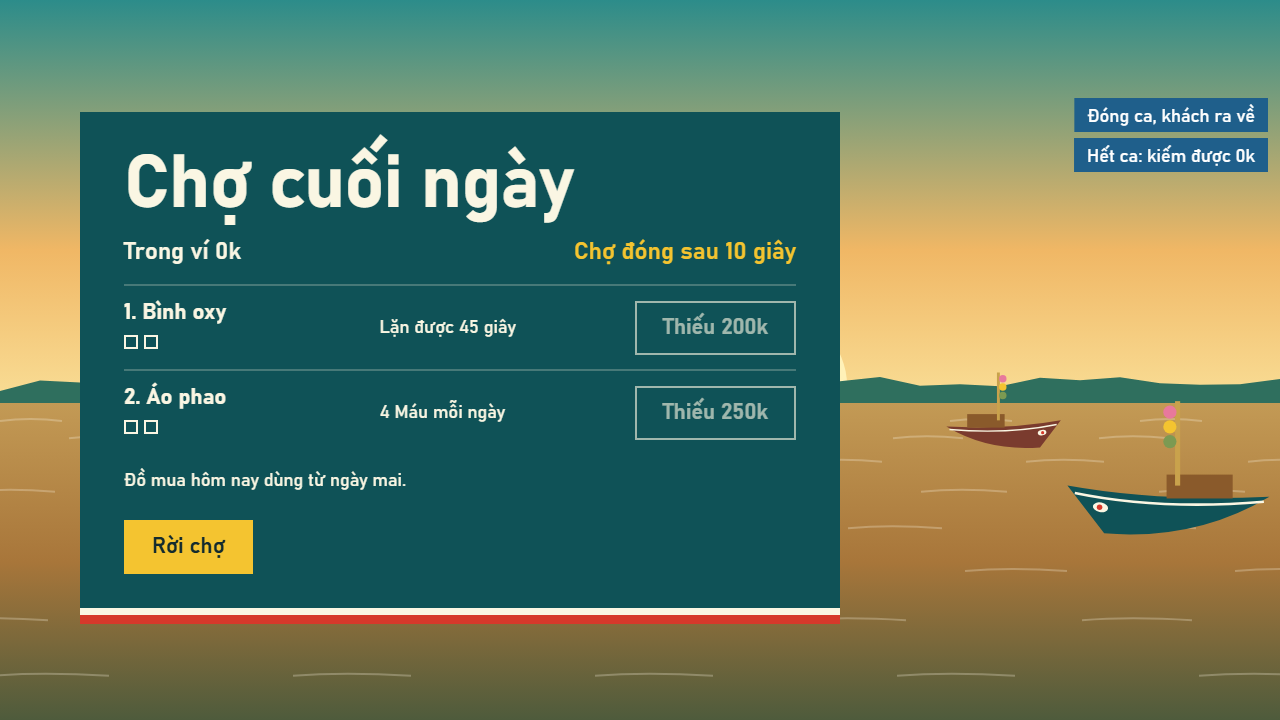 Chợ cuối ngày
Trong ví 0k
Chợ đóng sau 10 giây
1. Bình oxy
Lặn được 45 giây
Thiếu 200k
2. Áo phao
4 Máu mỗi ngày
Thiếu 250k
Đồ mua hôm nay dùng từ ngày mai.
Rời chợ
Đóng ca, khách ra về
Hết ca: kiếm được 0k